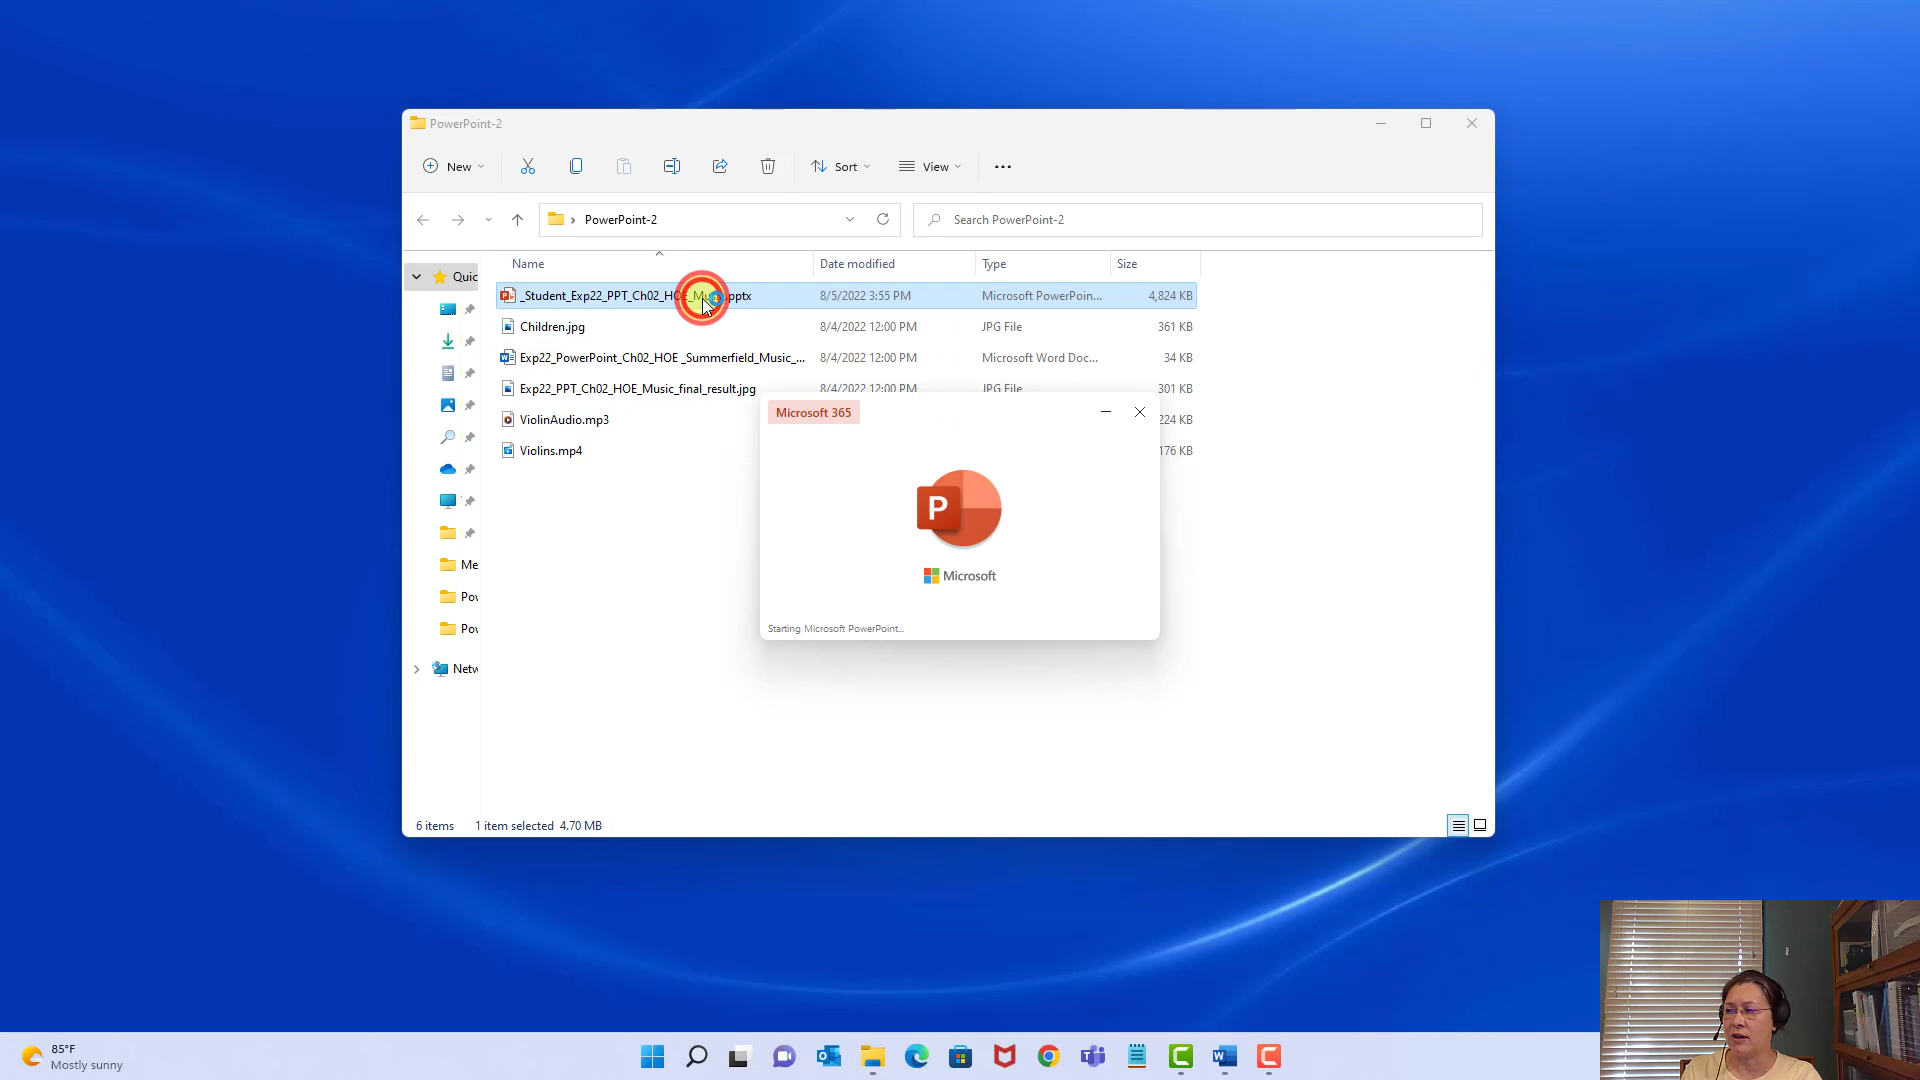 PowerPoint-2
New
Sort
View
PowerPoint-2
Search PowerPoint-2
Name Date modified Type Size
_Student_Exp22_PPT_Ch02_HOE_Music.pptx 8/5/2022 3:55 PM Microsoft PowerPoin... 4,824 KB
Children.jpg 8/4/2022 12:00 PM JPG File 361 KB
Exp22_PowerPoint_Ch02_HOE _Summerfield_Music_... 8/4/2022 12:00 PM Microsoft Word Doc... 34 KB
Exp22_PPT_Ch02_HOE_Music_final_result.jpg 8/4/2022 12:00 PM JPG File 301 KB
ViolinAudio.mp3 224 KB
Violins.mp4 176 KB
Quic
Me
Pov
Pov
Netw
Microsoft 365
P
Microsoft
Starting Microsoft PowerPoint...
6 items 1 item selected 4.70 MB
85°F
Mostly sunny